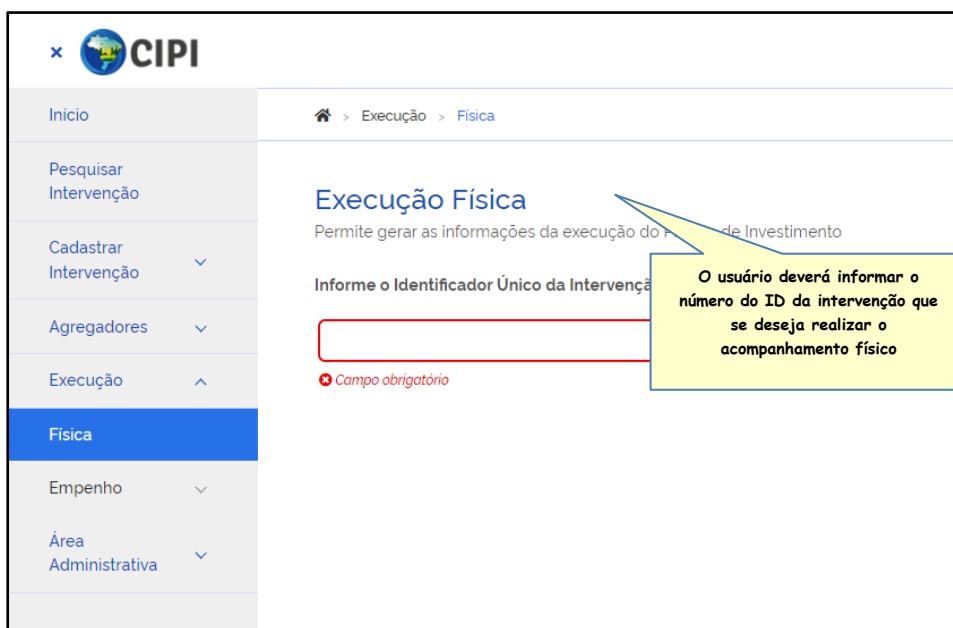 × CIPI
Início
Pesquisar
Intervenção
Cadastrar
Intervenção
Agregadores
Execução
Física
Empenho
Área
Administrativa
> Execução > Física
Execução Física
Permite gerar as informações da execução do de Investimento
Informe o Identificador Único da Intervençã
Campo obrigatório
O usuário deverá informar o
número do ID da intervenção que
se deseja realizar o
acompanhamento físico